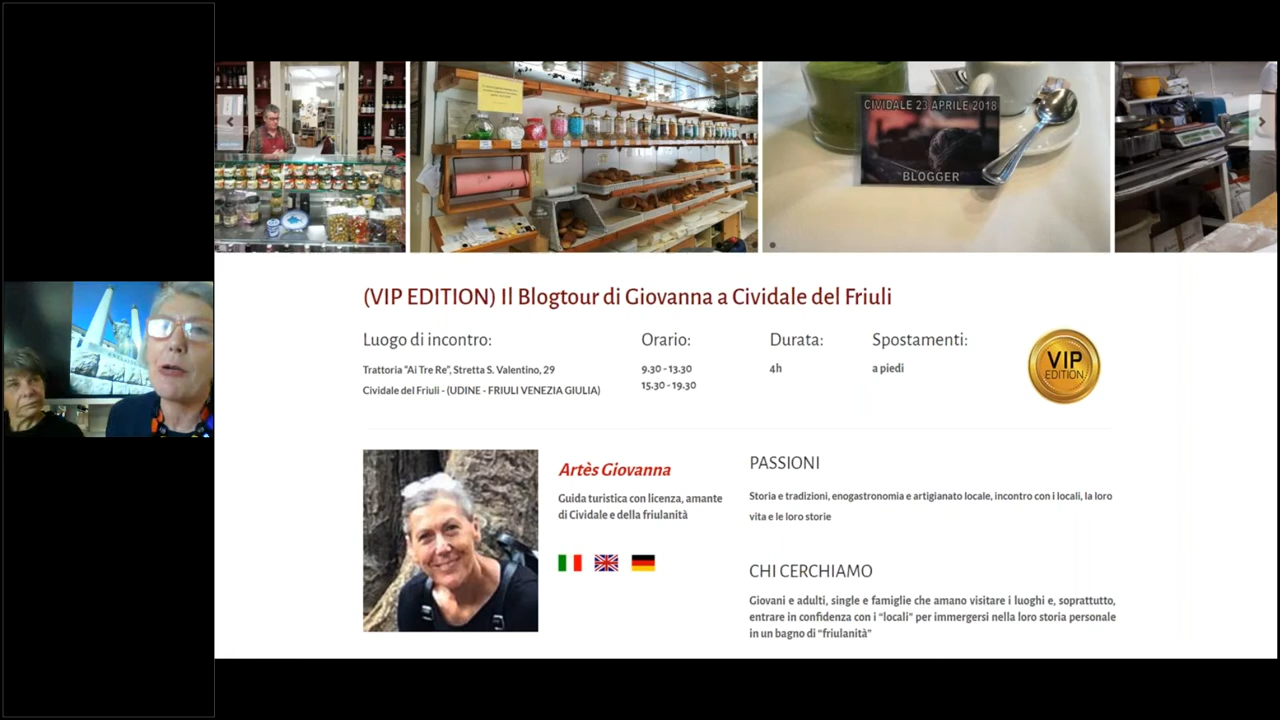 CIVIDALE 23 APRILE 2018
BLOGGER
(VIP EDITION) Il Blogtour di Giovanna a Cividale del Friuli
Luogo di incontro:
Trattoria "Ai Tre Re", Stretta S. Valentino, 29
Cividale del Friuli - (UDINE - FRIULI VENEZIA GIULIA)
Orario:
9.30 - 13.30
15.30 - 19.30
Durata:
4h
Spostamenti:
a piedi
VIP
EDITION
Artès Giovanna
Guida turistica con licenza, amante
di Cividale e della friulanità
PASSIONI
Storia e tradizioni, enogastronomia e artigianato locale, incontro con i locali, la loro
vita e le loro storie
CHI CERCHIAMO
Giovani e adulti, single e famiglie che amano visitare i luoghi e, soprattutto,
entrare in confidenza con i "locali" per immergersi nella loro storia personale
in un bagno di "friulanità"